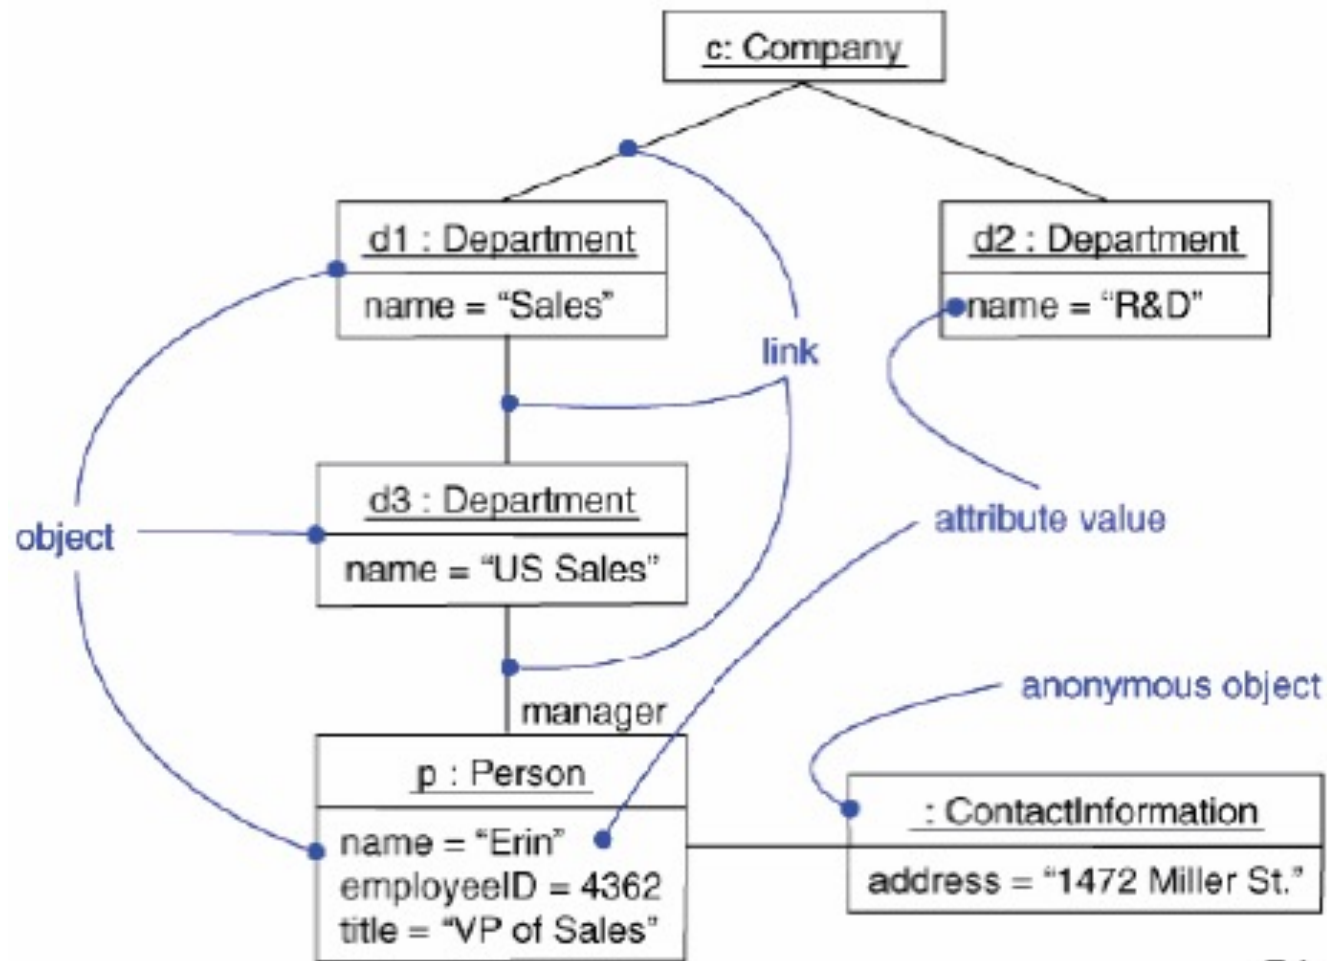 c: Company
d1 : Department
name = “Sales”
d2 : Department
name = “R&D”
link
d3 : Department
name = “US Sales”
object
attribute value
anonymous object
manager
p : Person
name = “Erin”
employeeID = 4362
title = “VP of Sales”
: ContactInformation
address = “1472 Miller St.”